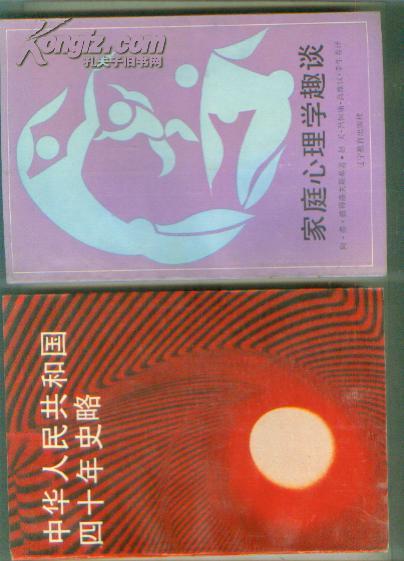 Kongfz.com
孔夫子旧书网
家庭心理学趣谈
辽宁教育出版社
中华人民共和国
四十年史略